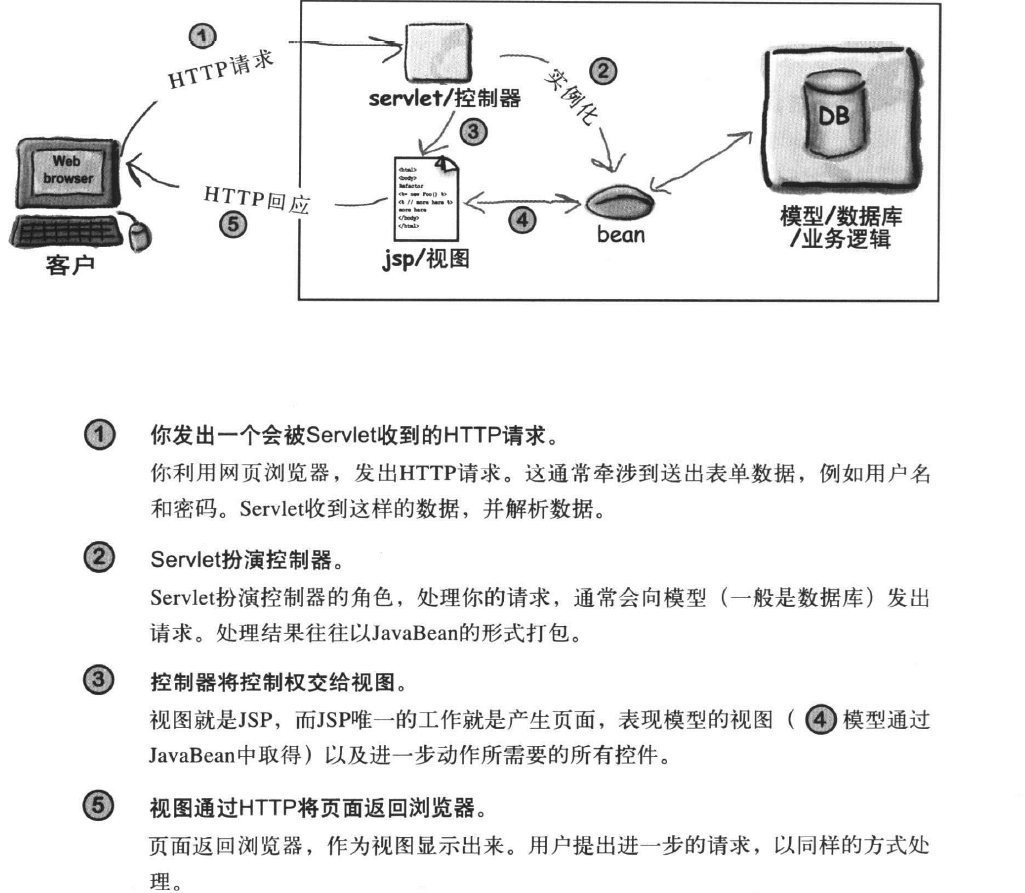 1
HTTP请求
servlet/控制器
2
实例化
3
Web
browser
<html>
<body>
Refactor
<% new Foo() %>
<% // more here %>
more here
</body>
</html>
DB
HTTP回应
5
4
bean
模型/数据库
/业务逻辑
jsp/视图
客户
1 你发出一个会被Servlet收到的HTTP请求。
你利用网页浏览器，发出HTTP请求。这通常牵涉到送出表单数据，例如用户名
和密码。Servlet收到这样的数据，并解析数据。
2 Servlet扮演控制器。
Servlet扮演控制器的角色，处理你的请求，通常会向模型（一般是数据库）发出
请求。处理结果往往以JavaBean的形式打包。
3 控制器将控制权交给视图。
视图就是JSP，而JSP唯一的工作就是产生页面，表现模型的视图（ 4 模型通过
JavaBean中取得）以及进一步动作所需要的所有控件。
5 视图通过HTTP将页面返回浏览器。
页面返回浏览器，作为视图显示出来。用户提出进一步的请求，以同样的方式处
理。